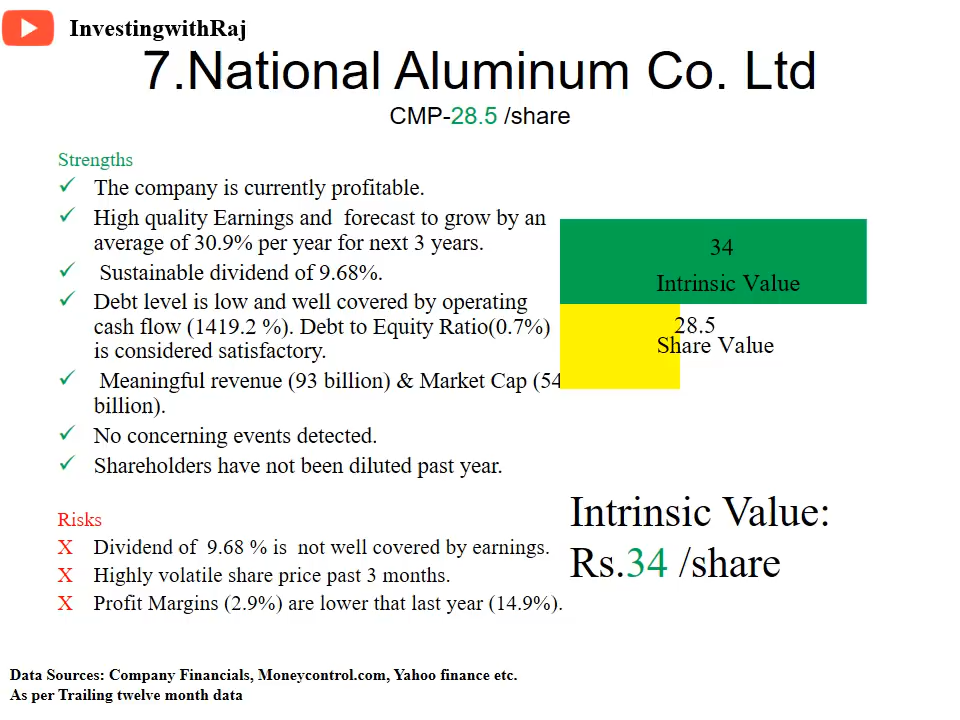 InvestingwithRaj
7.National Aluminum Co. Ltd
CMP-28.5 /share
Strengths
✓ The company is currently profitable.
✓ High quality Earnings and forecast to grow by an
average of 30.9% per year for next 3 years.
✓ Sustainable dividend of 9.68%.
✓ Debt level is low and well covered by operating
cash flow (1419.2 %). Debt to Equity Ratio(0.7%)
is considered satisfactory.
✓ Meaningful revenue (93 billion) & Market Cap (54
billion).
✓ No concerning events detected.
✓ Shareholders have not been diluted past year.
Risks
X Dividend of 9.68 % is not well covered by earnings.
X Highly volatile share price past 3 months.
X Profit Margins (2.9%) are lower that last year (14.9%).
34
Intrinsic Value
28.5
Share Value
Intrinsic Value:
Rs.34 /share
Data Sources: Company Financials, Moneycontrol.com, Yahoo finance etc.
As per Trailing twelve month data